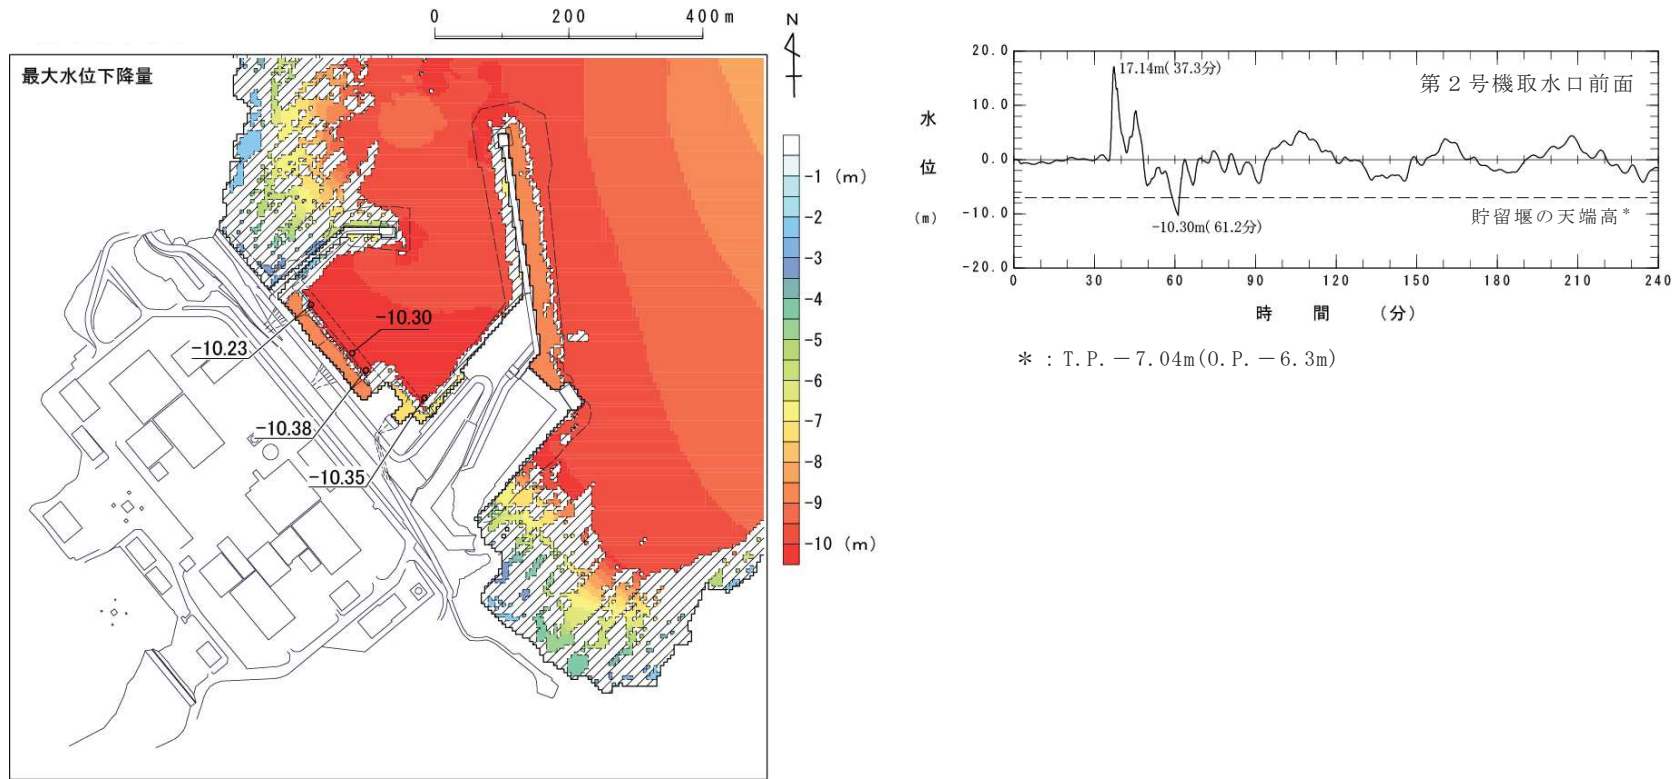 0 200 400m
N
最大水位下降量
-1 (m)
-2
-3
-4
-5
-6
-7
-8
-9
-10 (m)
-10.30
-10.23
-10.38
-10.35
20.0
10.0
0.0
-10.0
-20.0
水
位
(m)
17.14m(37.3分)
第2号機取水口前面
貯留堰の天端高*
-10.30m(61.2分)
0 30 60 90 120 150 180 210 240
時 間 (分)
*:T.P.-7.04m(O.P.-6.3m)